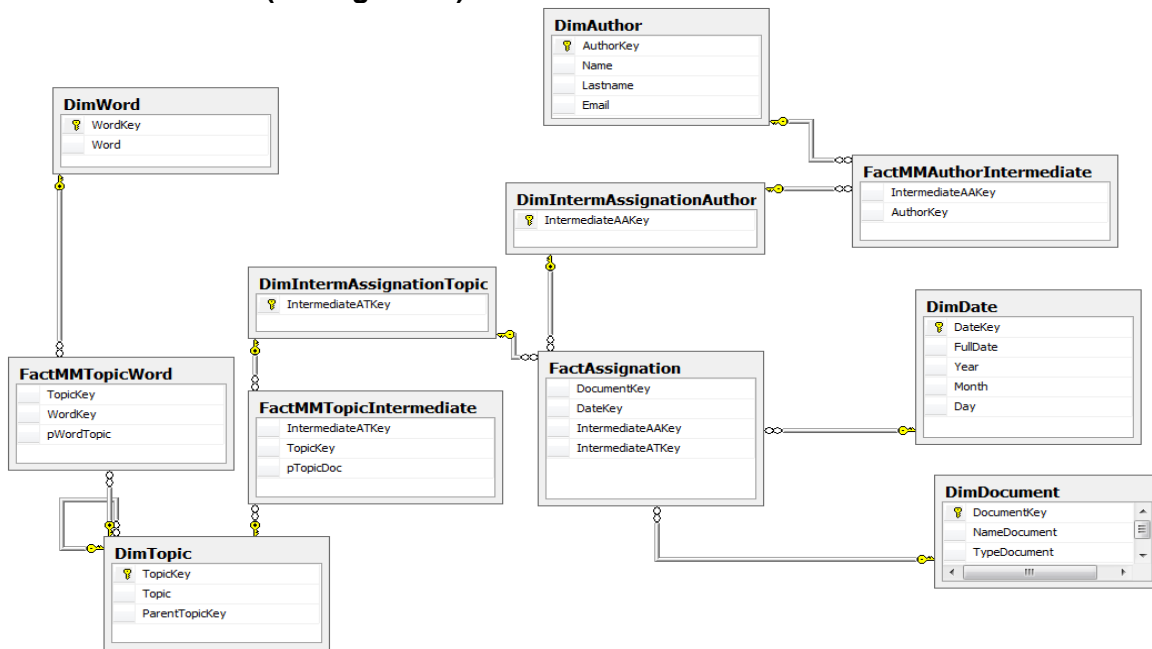 DimAuthor
AuthorKey
Name
Lastname
Email
DimWord
WordKey
Word
FactMMAuthorIntermediate
IntermediateAAKey
AuthorKey
DimIntermAssignationAuthor
IntermediateAAKey
DimIntermAssignationTopic
IntermediateATKey
DimDate
DateKey
FullDate
Year
Month
Day
FactMMTopicWord
TopicKey
WordKey
pWordTopic
FactAssignation
DocumentKey
DateKey
IntermediateAAKey
IntermediateATKey
FactMMTopicIntermediate
IntermediateATKey
TopicKey
pTopicDoc
DimDocument
DocumentKey
NameDocument
TypeDocument
DimTopic
TopicKey
Topic
ParentTopicKey